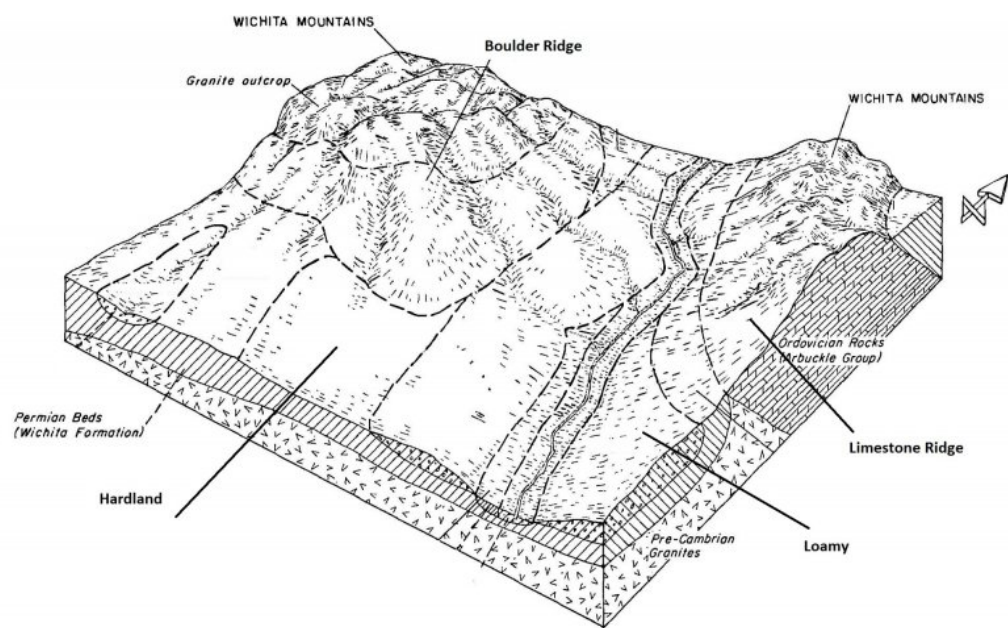 WICHITA MOUNTAINS
Boulder Ridge
Granite outcrop
WICHITA MOUNTAINS
N
Ordovician Rocks
(Arbuckle Group)
Permian Beds
(Wichita Formation)
Limestone Ridge
Hardland
Pre-Cambrian
Granites
Loamy